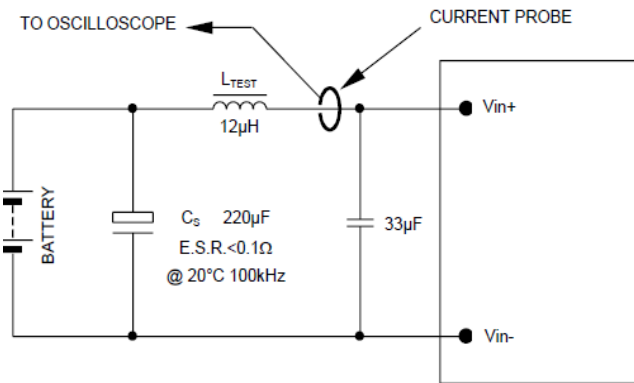 TO OSCILLOSCOPE
CURRENT PROBE
LTEST
12µH
Vin+
BATTERY
Cs 220µF
E.S.R.<0.1Ω
@ 20°C 100kHz
33µF
Vin-